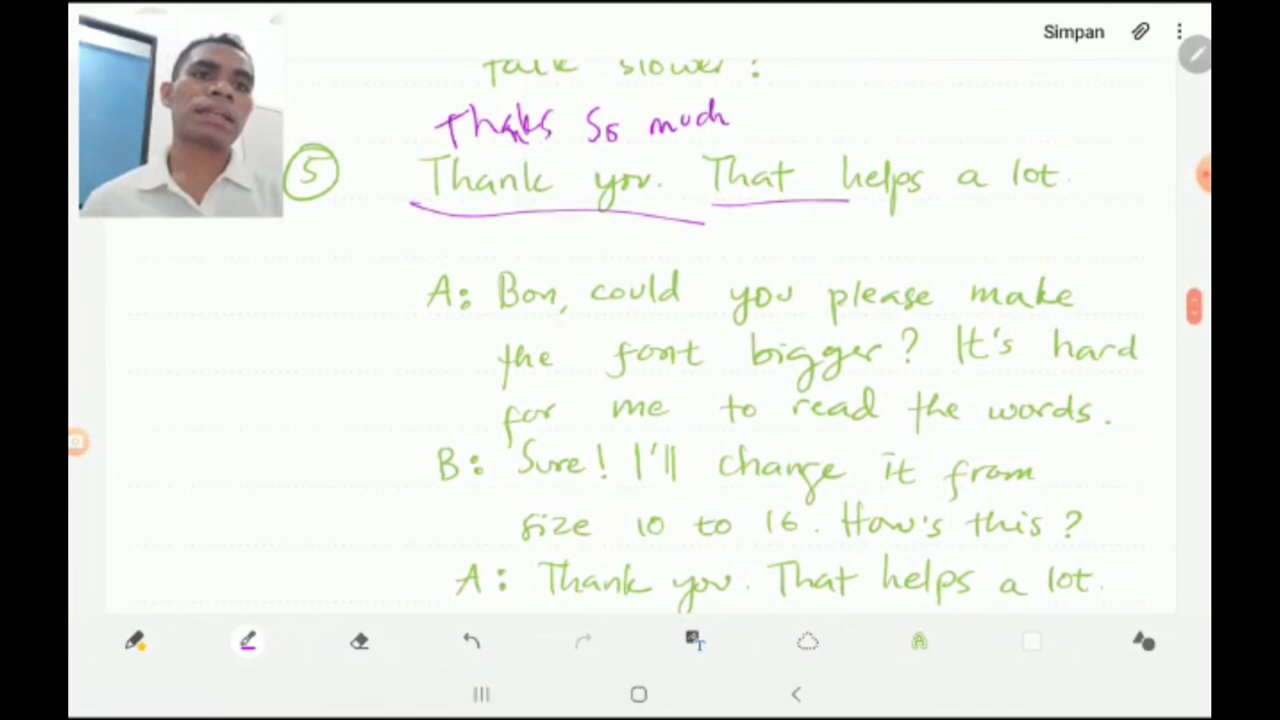 Simpan
talk slower?
Thanks so much
5 Thank you. That helps a lot.
A: Bon, could you please make
the font bigger? It's hard
for me to read the words.
B: Sure! I'll change it from
size 10 to 16. How's this?
A: Thank you. That helps a lot.